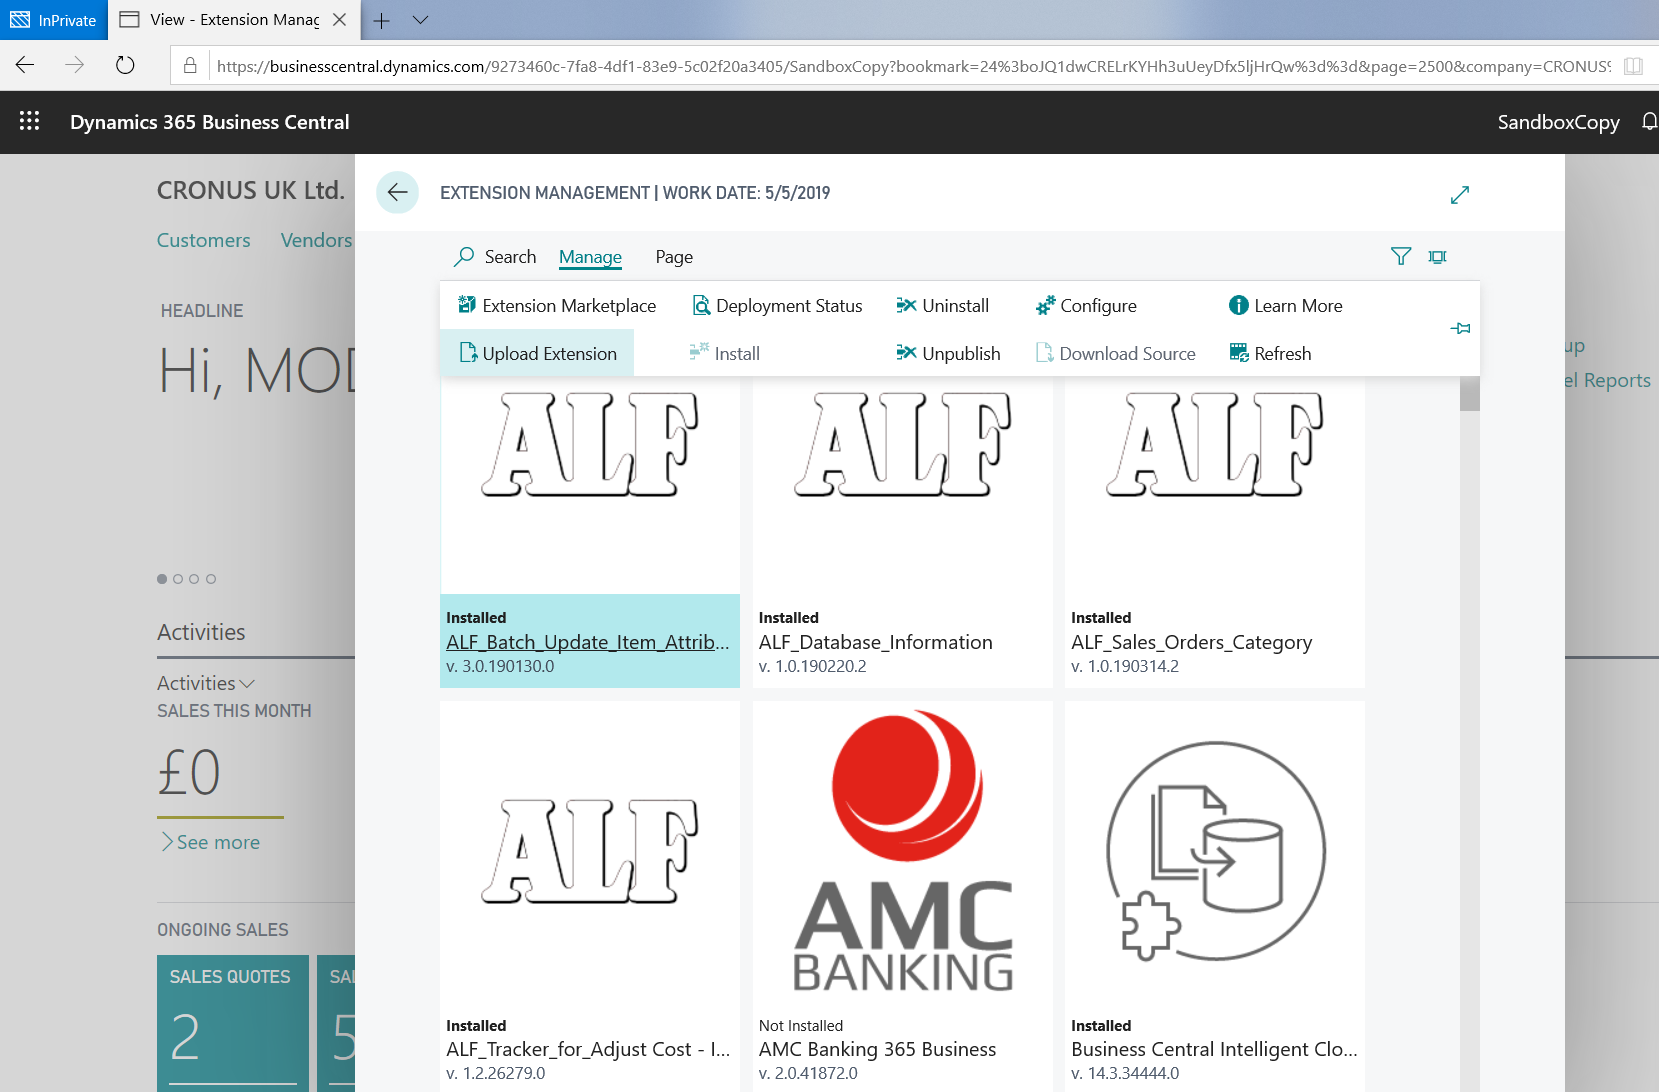 InPrivate
View - Extension Manag
https://businesscentral.dynamics.com/9273460c-7fa8-4df1-83e9-5c02f20a3405/SandboxCopy?bookmark=24%3boJQ1dwCRELrKYHh3uUeyDfx5ljHrQw%3d%3d&page=2500&company=CRONUS%
Dynamics 365 Business Central
SandboxCopy
CRONUS UK Ltd.
Customers Vendors
HEADLINE
Hi, MOD
Activities
Activities
SALES THIS MONTH
£0
See more
ONGOING SALES
SALES QUOTES
2
SAL
5
EXTENSION MANAGEMENT | WORK DATE: 5/5/2019
Search Manage Page
Extension Marketplace Deployment Status Uninstall Configure Learn More
Upload Extension Install Unpublish Download Source Refresh
up
el Reports
ALF
ALF
ALF
Installed
ALF_Batch_Update_Item_Attrib...
v. 3.0.190130.0
Installed
ALF_Database_Information
v. 1.0.190220.2
Installed
ALF_Sales_Orders_Category
v. 1.0.190314.2
ALF
AMC
BANKING
Installed
ALF_Tracker_for_Adjust Cost - I...
v. 1.2.26279.0
Not Installed
AMC Banking 365 Business
v. 2.0.41872.0
Installed
Business Central Intelligent Clo...
v. 14.3.34444.0